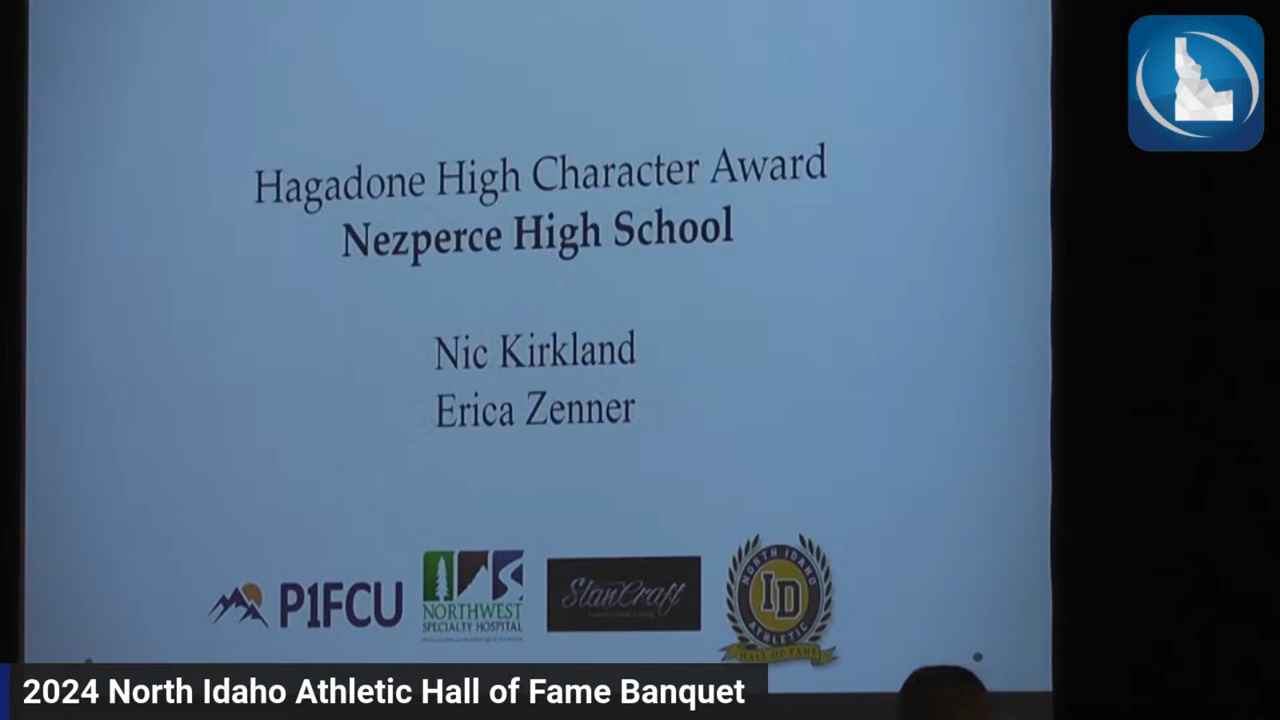 Hagadone High Character Award
Nezperce High School
Nic Kirkland
Erica Zenner
P1FCU
NORTHWEST
SPECIALTY HOSPITAL
StanCraft
NORTH IDAHO
ID
ATHLETIC
HALL OF FAME
2024 North Idaho Athletic Hall of Fame Banquet